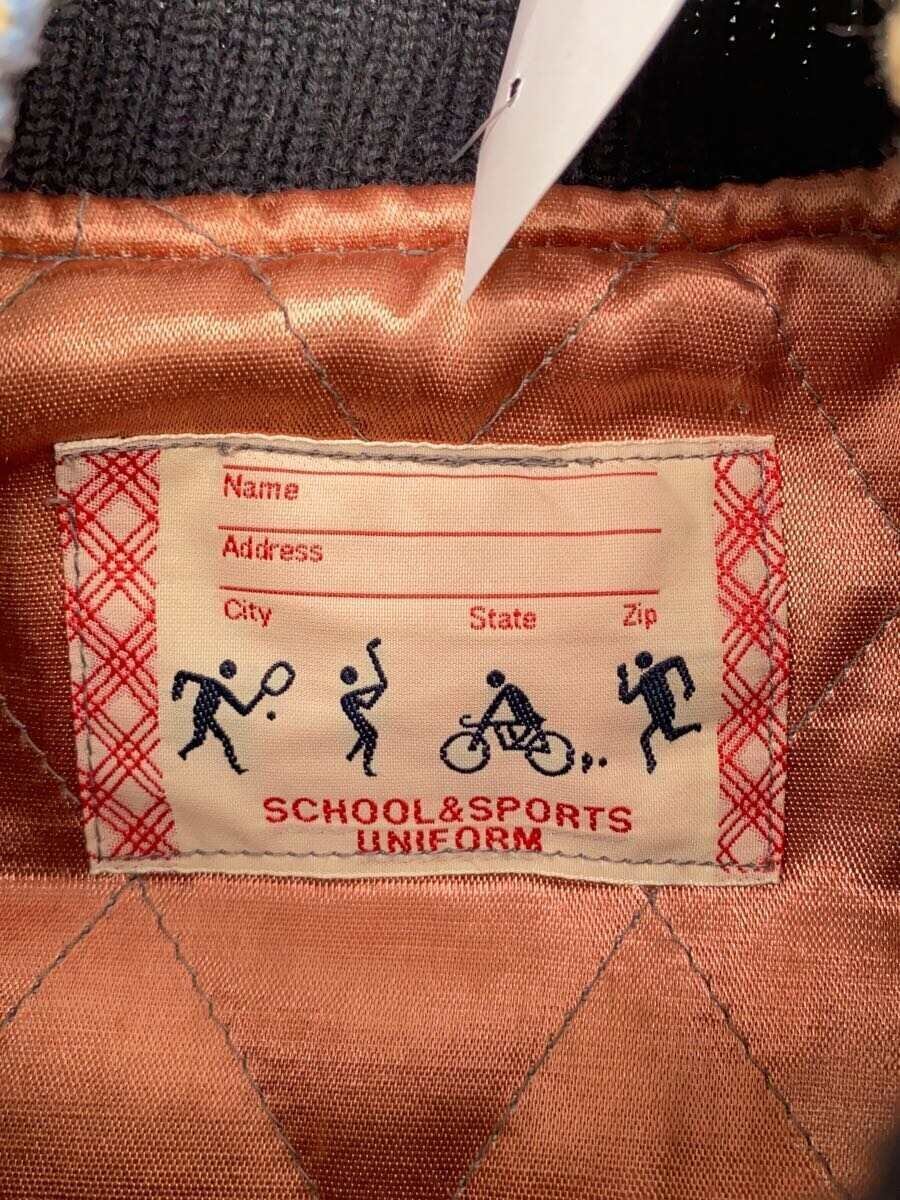 Name
Address
City State Zip
SCHOOL&SPORTS
UNIFORM